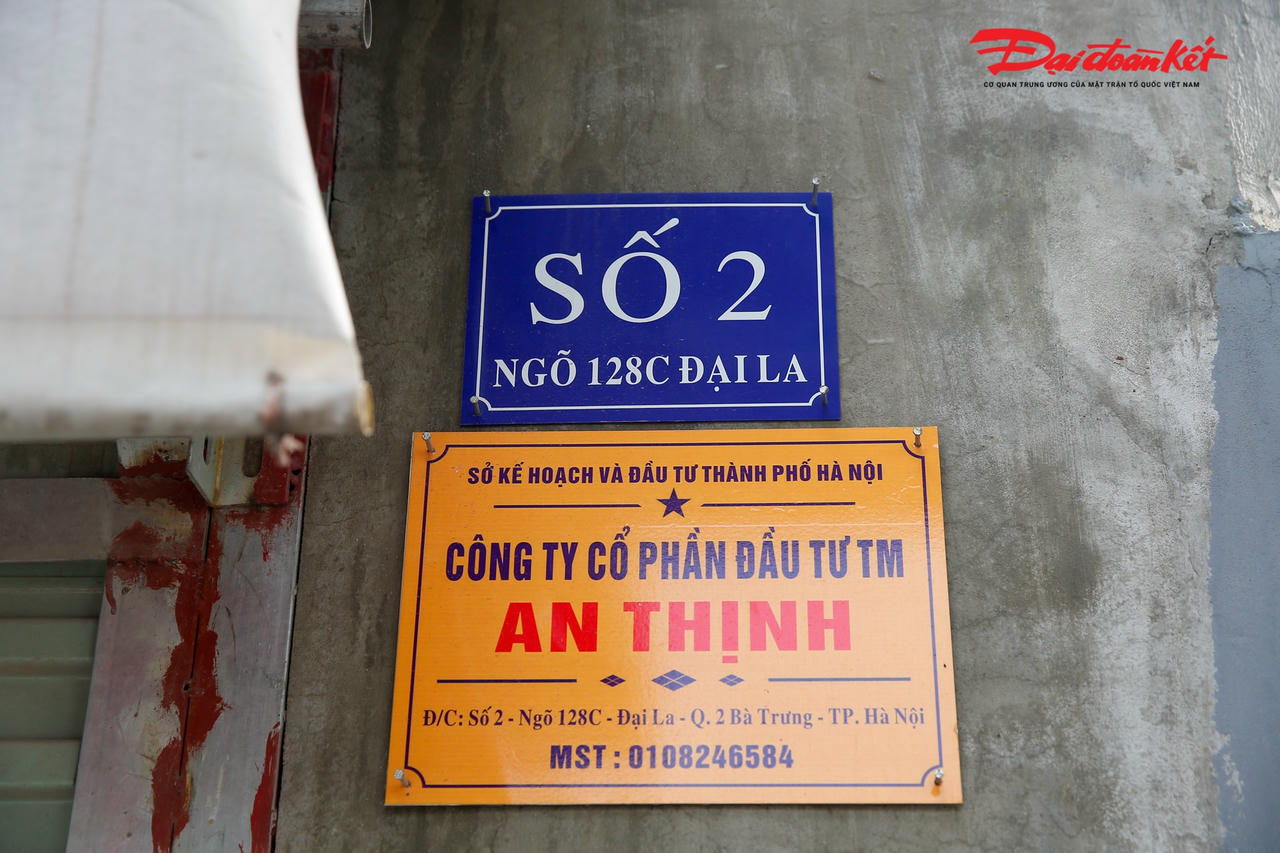 Đại đoàn kết
CƠ QUAN TRUNG ƯƠNG CỦA MẶT TRẬN TỔ QUỐC VIỆT NAM
SỐ 2
NGÕ 128C ĐẠI LA
SỞ KẾ HOẠCH VÀ ĐẦU TƯ THÀNH PHỐ HÀ NỘI
CÔNG TY CỔ PHẦN ĐẦU TƯ TM
AN THỊNH
Đ/C: Số 2 - Ngõ 128C - Đại La - Q. 2 Bà Trưng - TP. Hà Nội
MST : 0108246584